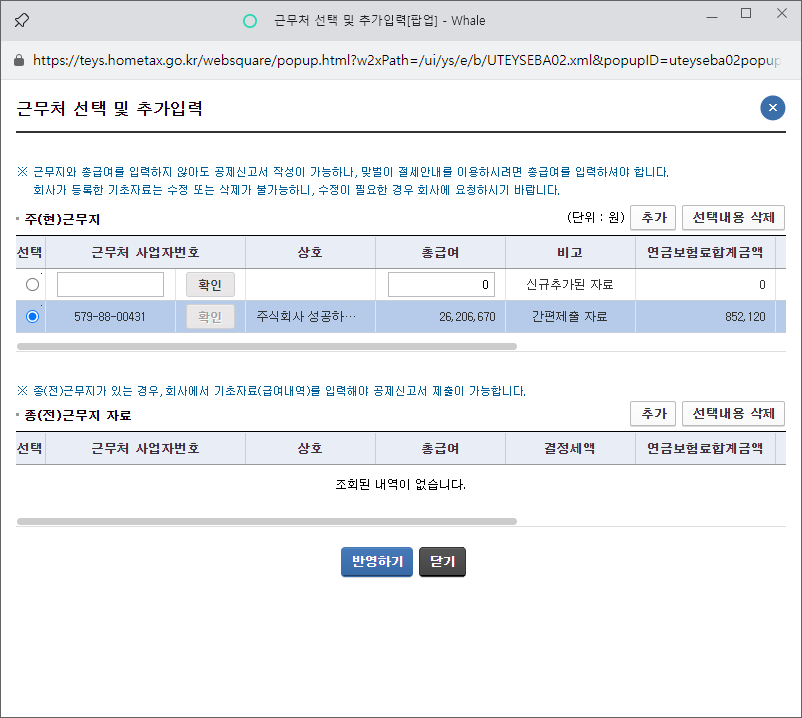 근무처 선택 및 추가입력[팝업] - Whale
https://teys.hometax.go.kr/websquare/popup.html?w2xPath=/ui/ys/e/b/UTEYSEBA02.xml&popupID=uteyseba02popup
근무처 선택 및 추가입력
※ 근무지와 총급여를 입력하지 않아도 공제신고서 작성이 가능하나, 맞벌이 절세안내를 이용하시려면 총급여를 입력하셔야 합니다.
회사가 등록한 기초자료는 수정 또는 삭제가 불가능하니, 수정이 필요한 경우 회사에 요청하시기 바랍니다.
주(현)근무지 (단위 : 원) 추가 선택내용 삭제
선택 근무처 사업자번호 상호 총급여 비고 연금보험료합계금액
확인 0 신규추가된 자료 0
579-88-00431 확인 주식회사 성공하… 26,206,670 간편제출 자료 852,120
※ 종(전)근무지가 있는 경우, 회사에서 기초자료(급여내역)를 입력해야 공제신고서 제출이 가능합니다.
종(전)근무지 자료 추가 선택내용 삭제
선택 근무처 사업자번호 상호 총급여 결정세액 연금보험료합계금액
조회된 내역이 없습니다.
반영하기 닫기